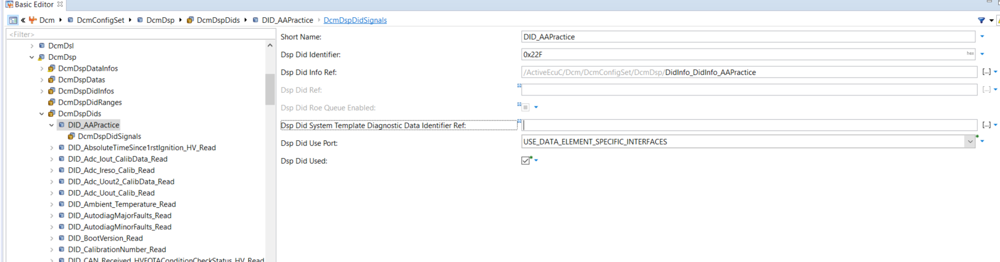 Basic Editor
« Dcm DcmConfigSet DcmDsp DcmDspDids DID_AAPractice DcmDspDidSignals
<Filter>
DcmDsl
DcmDsp
DcmDspDataInfos
DcmDspDatas
DcmDspDidInfos
DcmDspDidRanges
DcmDspDids
DID_AAPractice
DcmDspDidSignals
DID_AbsoluteTimeSince1rstIgnition_HV_Read
DID_Adc_Iout_CalibData_Read
DID_Adc_Ireso_Calib_Read
DID_Adc_Uout2_CalibData_Read
DID_Adc_Uout_Calib_Read
DID_Ambient_Temperature_Read
DID_AutodiagMajorFaults_Read
DID_AutodiagMinorFaults_Read
DID_BootVersion_Read
DID_CalibrationNumber_Read
DID_CAN_Received_HVFOTAConditionCheckStatus_HV_Read
Short Name: DID_AAPractice
Dsp Did Identifier: 0x22F hex
Dsp Did Info Ref: /ActiveEcuC/Dcm/DcmConfigSet/DcmDsp/DidInfo_DidInfo_AAPractice [...]
Dsp Did Ref: [...]
Dsp Did Roe Queue Enabled:
Dsp Did System Template Diagnostic Data Identifier Ref: [...]
Dsp Did Use Port: USE_DATA_ELEMENT_SPECIFIC_INTERFACES
Dsp Did Used: